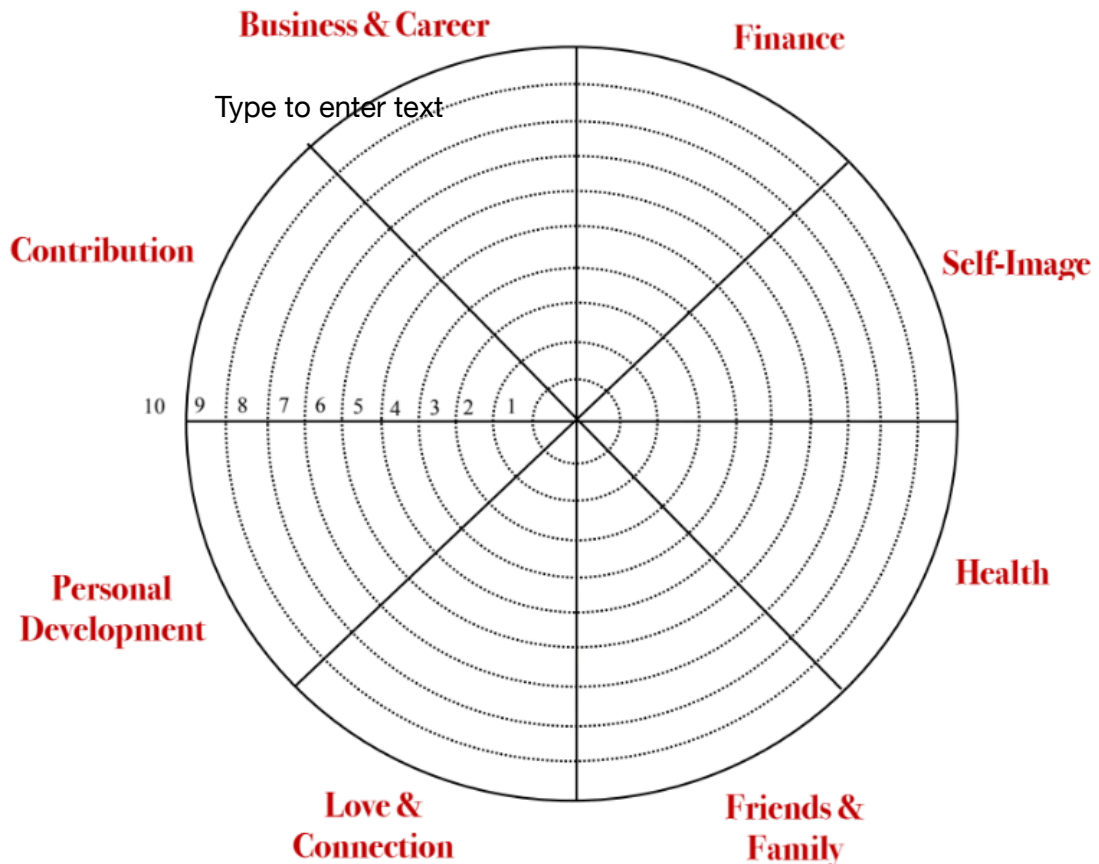 Business & Career
Finance
Type to enter text
Contribution
Self-Image
10 9 8 7 6 5 4 3 2 1
Health
Personal
Development
Love &
Connection
Friends &
Family